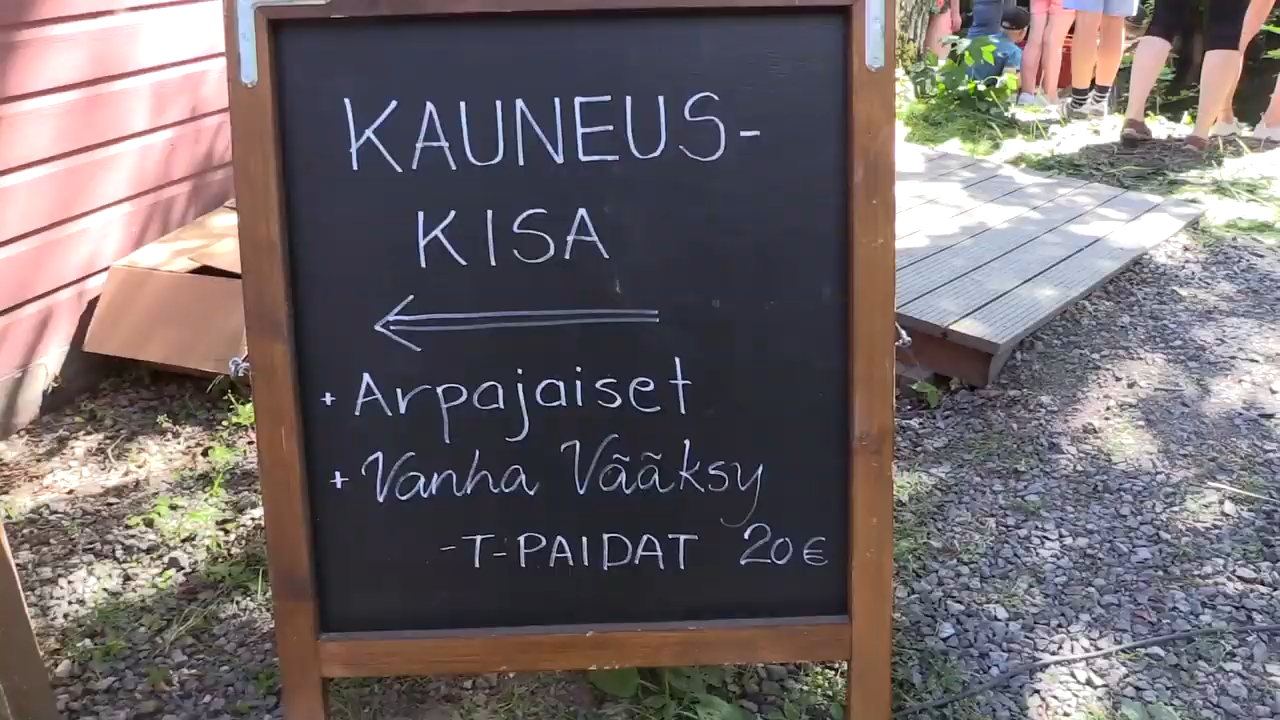 KAUNEUS-
KISA
+ Arpajaiset
+ Vanha Vääksy
-T-PAIDAT 20€